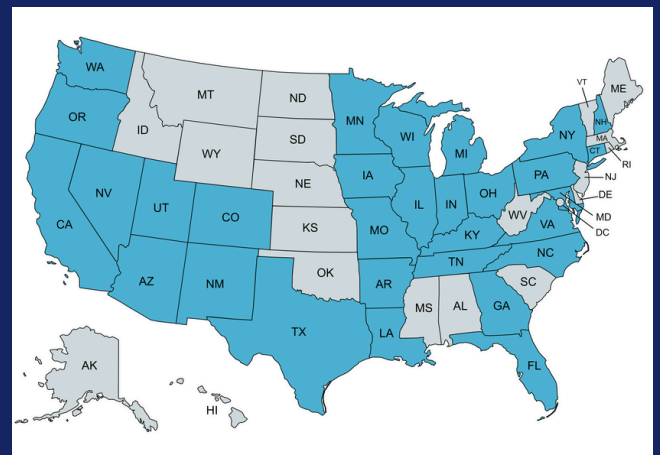 WA
MT
ND
MN
VT
ME
OR
ID
SD
WI
MI
NY
NH
MA
CT
RI
WY
IA
PA
NJ
NE
NV
UT
CO
IL
IN
OH
DE
MD
DC
CA
KS
MO
WV
VA
KY
NC
TN
AZ
NM
OK
AR
SC
MS
AL
GA
TX
LA
FL
AK
HI